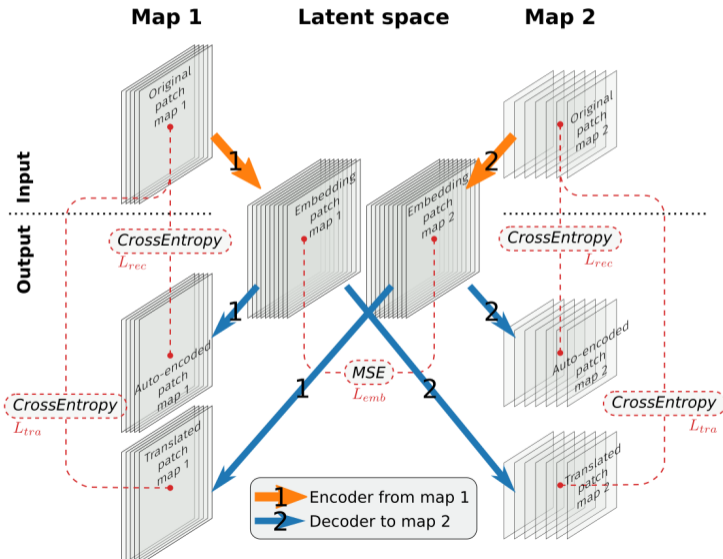 Map 1
Latent space
Map 2
Input
Output
Original
patch
map 1
Original
patch
map 2
1
2
Embedding
patch
map 1
Embedding
patch
map 2
CrossEntropy
L_rec
CrossEntropy
L_rec
1
2
Auto-encoded
patch
map 1
Auto-encoded
patch
map 2
MSE
L_emb
1
2
CrossEntropy
L_tra
CrossEntropy
L_tra
Translated
patch
map 1
Translated
patch
map 2
1 Encoder from map 1
2 Decoder to map 2